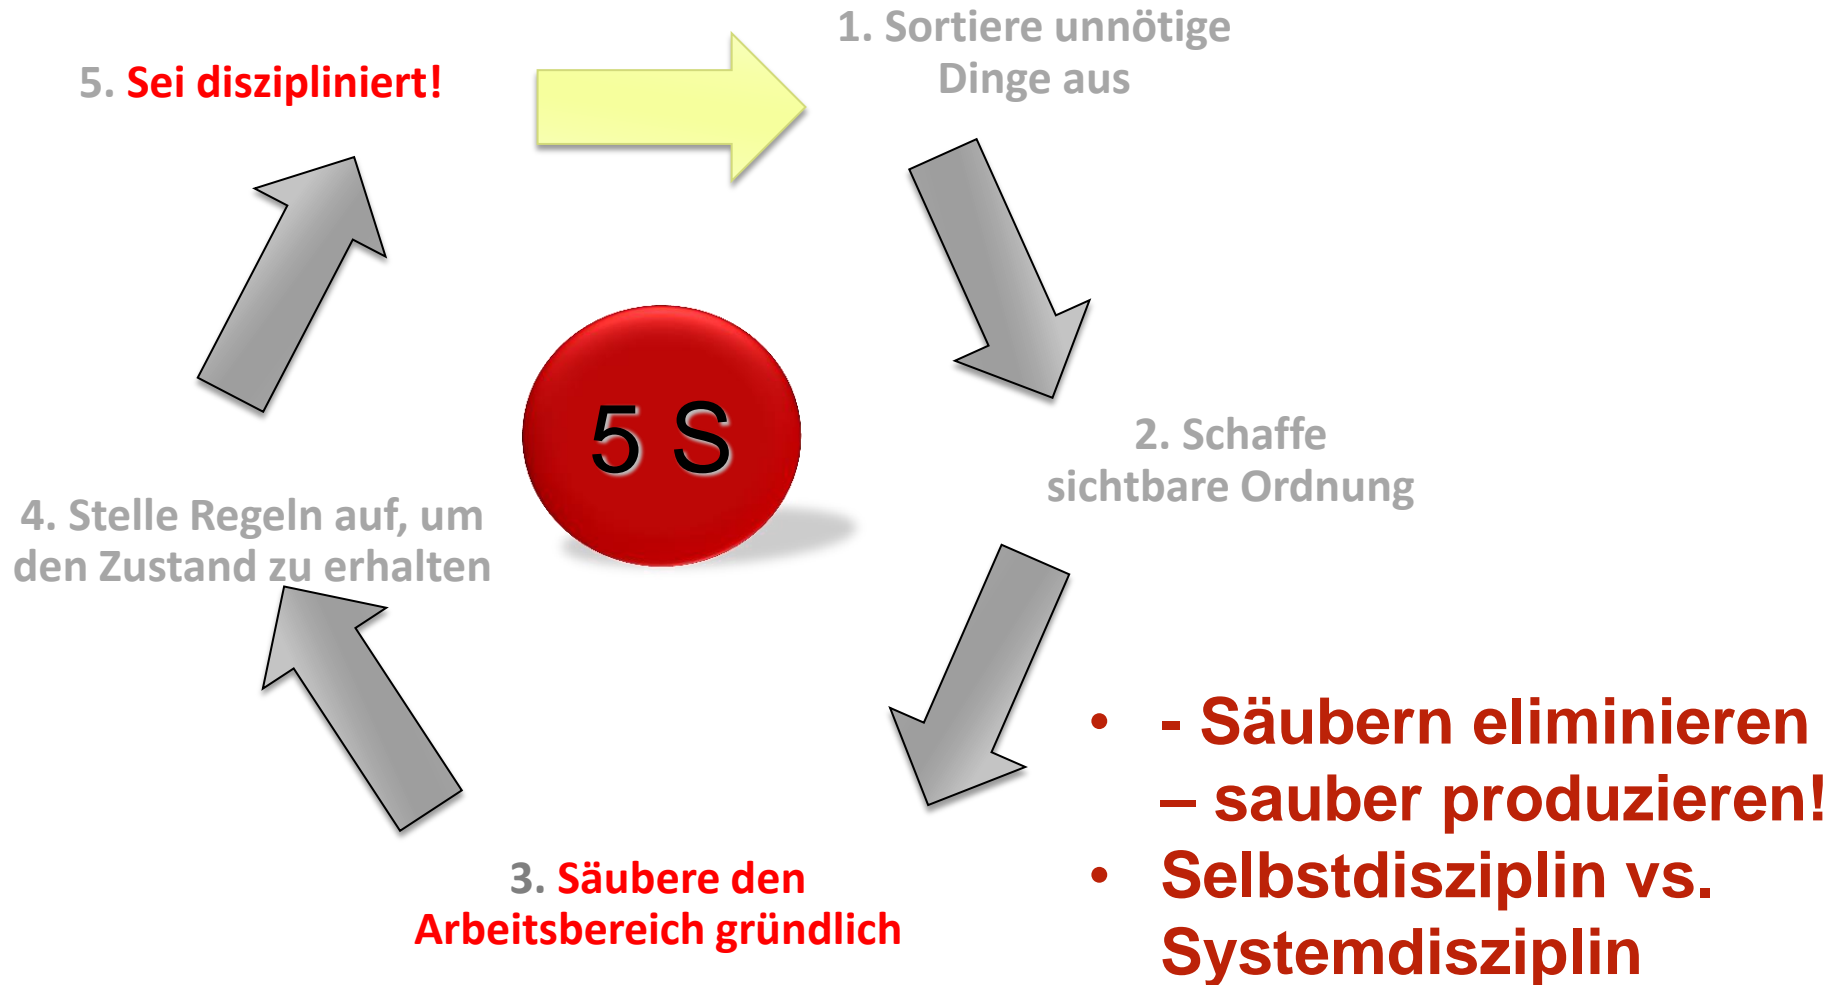 1. Sortiere unnötige
Dinge aus
5. Sei diszipliniert!
5 S
2. Schaffe
sichtbare Ordnung
4. Stelle Regeln auf, um
den Zustand zu erhalten
3. Säubere den
Arbeitsbereich gründlich
• - Säubern eliminieren
– sauber produzieren!
• Selbstdisziplin vs.
Systemdisziplin